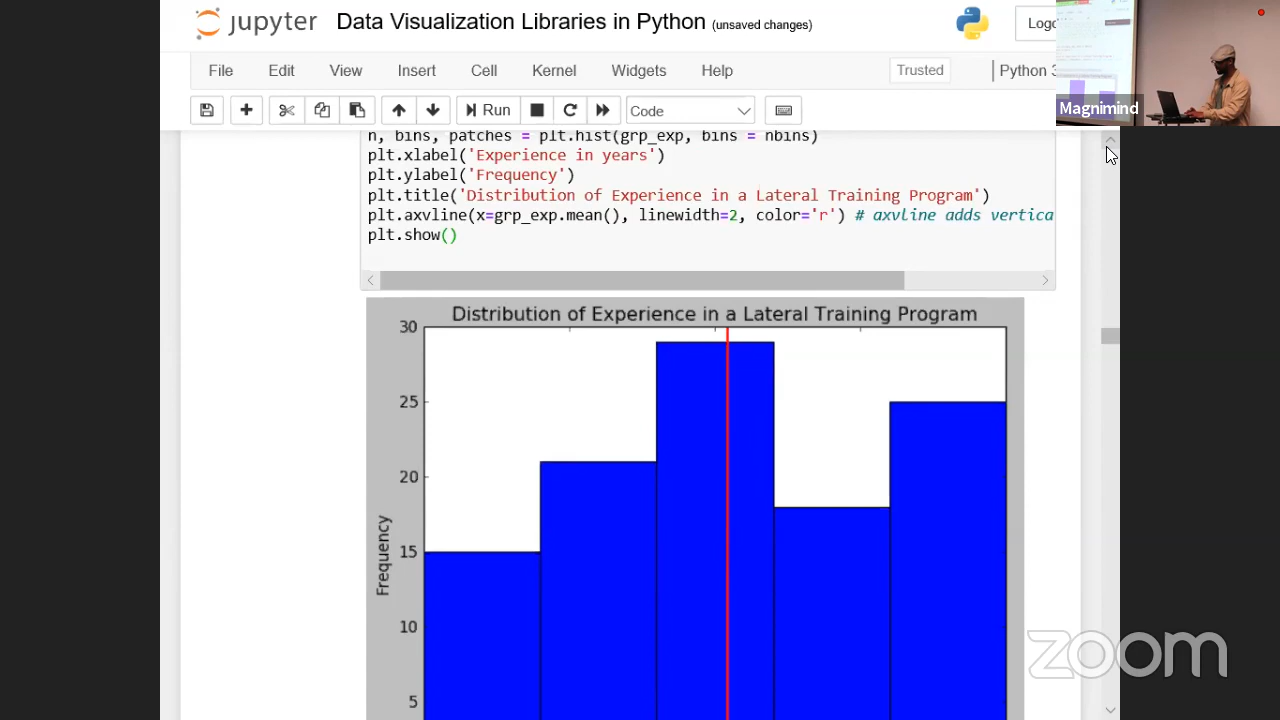 jupyter Data Visualization Libraries in Python (unsaved changes)
Logo
File Edit View Insert Cell Kernel Widgets Help Trusted Python 3
Run Code
Magnimind
n, bins, patches = plt.hist(grp_exp, bins = nbins)
plt.xlabel('Experience in years')
plt.ylabel('Frequency')
plt.title('Distribution of Experience in a Lateral Training Program')
plt.axvline(x=grp_exp.mean(), linewidth=2, color='r') # axvline adds vertica
plt.show()
Distribution of Experience in a Lateral Training Program
30
25
20
15
10
5
Frequency
zoom